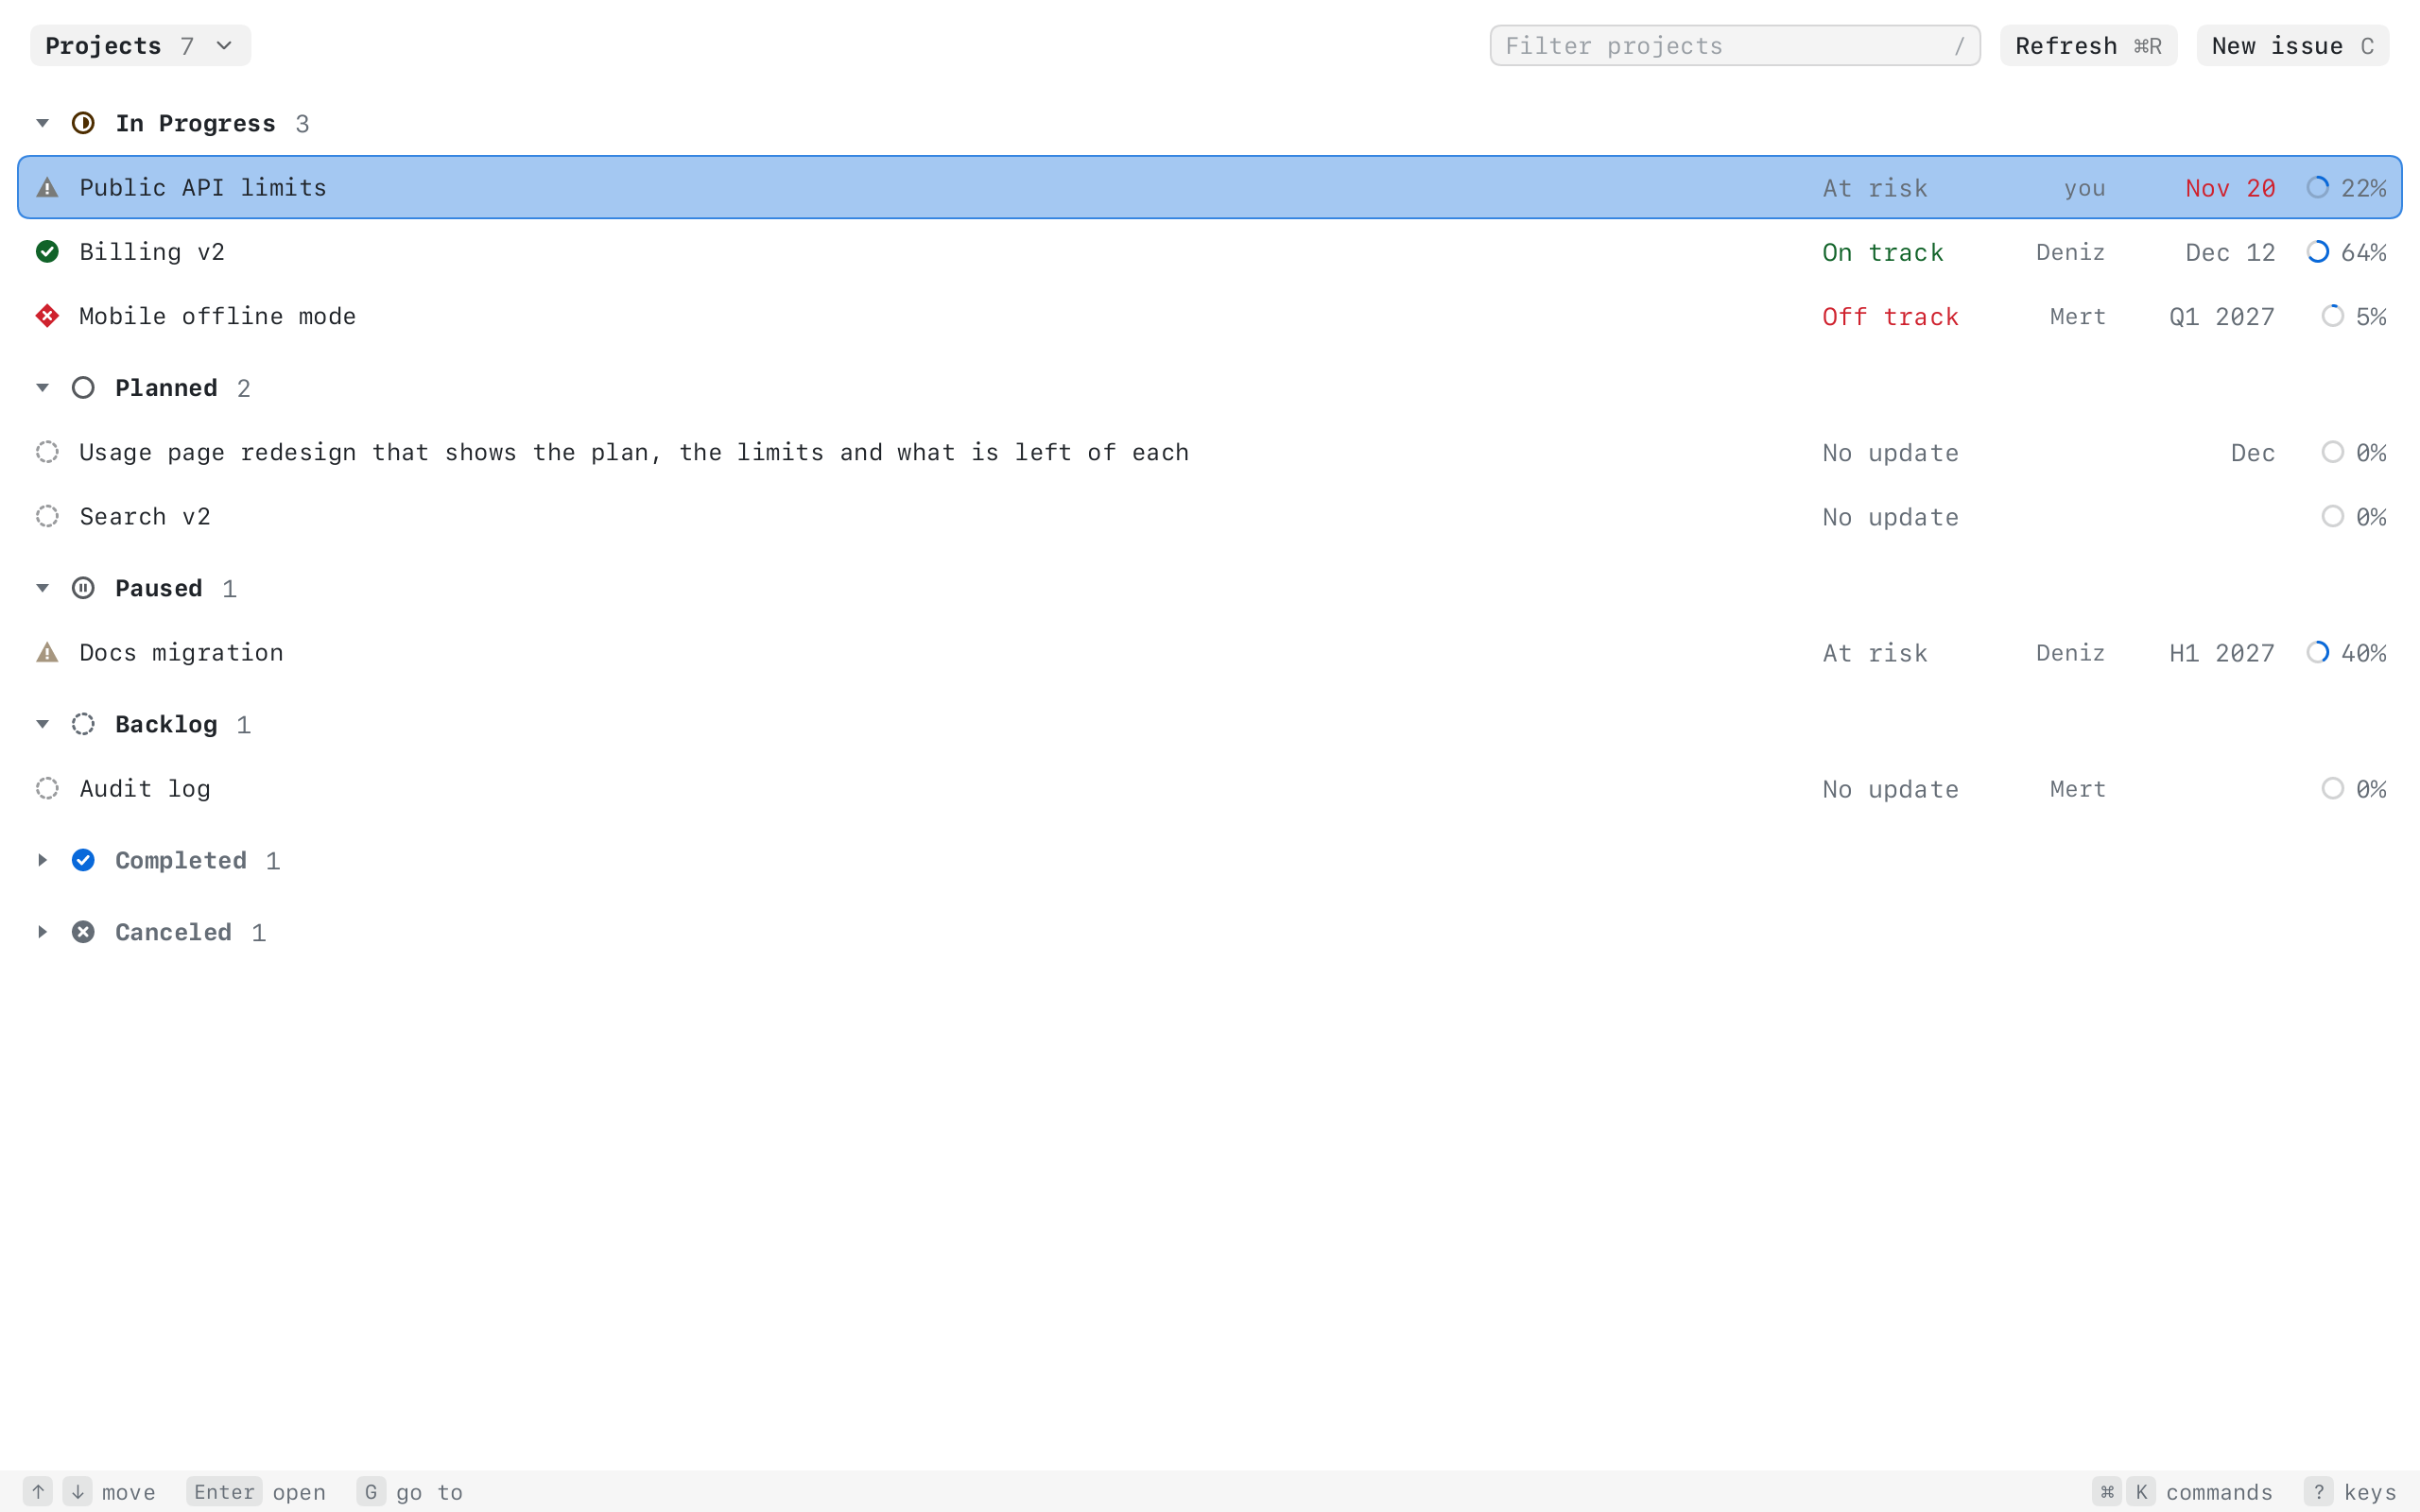 Projects 7 Filter projects / Refresh ⌘R New issue C
In Progress 3
Public API limits At risk you Nov 20 22%
Billing v2 On track Deniz Dec 12 64%
Mobile offline mode Off track Mert Q1 2027 5%
Planned 2
Usage page redesign that shows the plan, the limits and what is left of each No update Dec 0%
Search v2 No update 0%
Paused 1
Docs migration At risk Deniz H1 2027 40%
Backlog 1
Audit log No update Mert 0%
Completed 1
Canceled 1
↑ ↓ move Enter open G go to ⌘ K commands ? keys